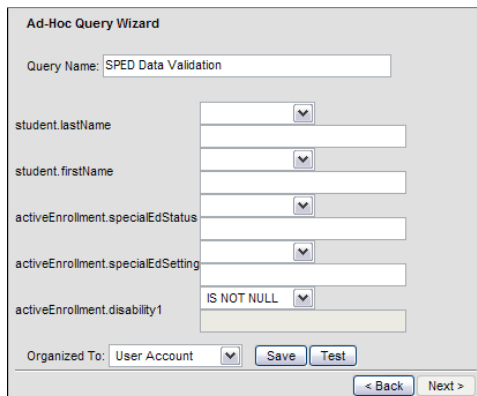 Ad-Hoc Query Wizard
Query Name: SPED Data Validation
student.lastName
student.firstName
activeEnrollment.specialEdStatus
activeEnrollment.specialEdSetting
IS NOT NULL
activeEnrollment.disability1
Organized To: User Account Save Test
< Back Next >